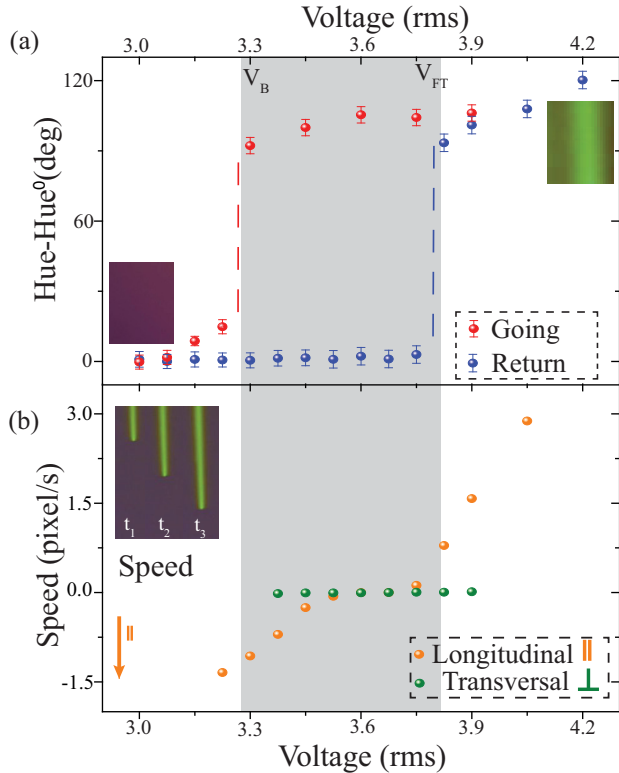 Voltage (rms)
(a)
3.0 3.3 3.6 3.9 4.2
V_B V_FT
120
60
0
Hue-Hue⁰(deg)
Going
Return
(b)
3.0
1.5
0.0
-1.5
Speed (pixel/s)
t₁ t₂ t₃
Speed
||
Longitudinal ||
Transversal ⊥
3.0 3.3 3.6 3.9 4.2
Voltage (rms)